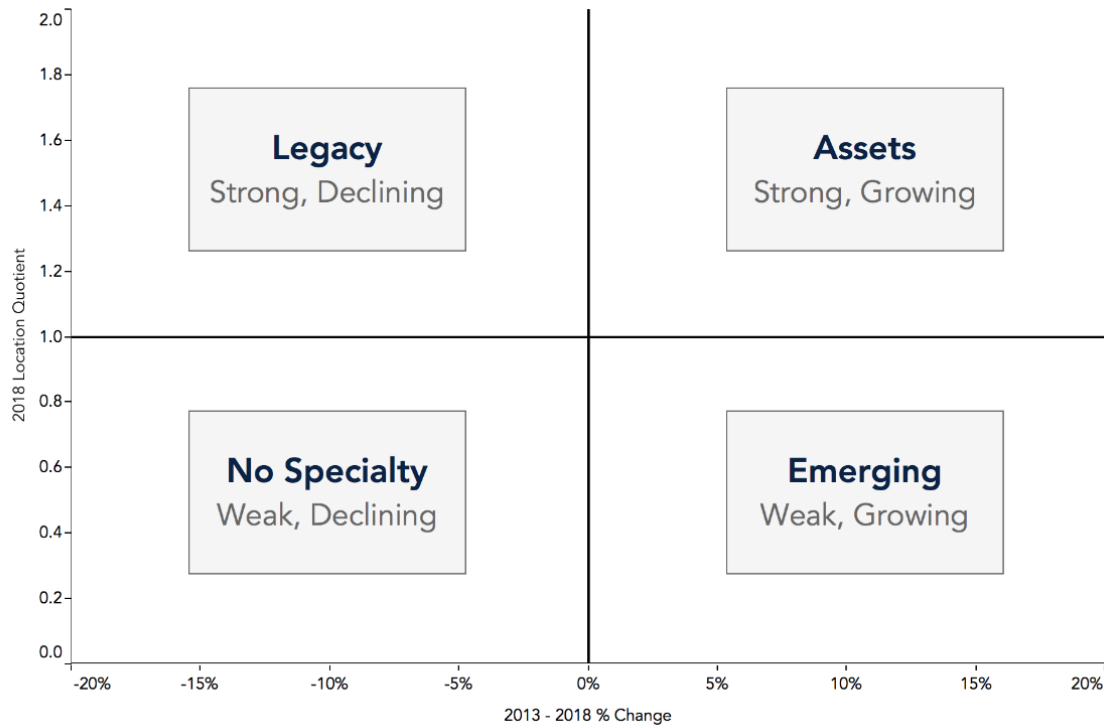 2.0
1.8
1.6
1.4
1.2
1.0
0.8
0.6
0.4
0.2
0.0
2018 Location Quotient
Legacy
Strong, Declining
Assets
Strong, Growing
No Specialty
Weak, Declining
Emerging
Weak, Growing
-20% -15% -10% -5% 0% 5% 10% 15% 20%
2013 - 2018 % Change